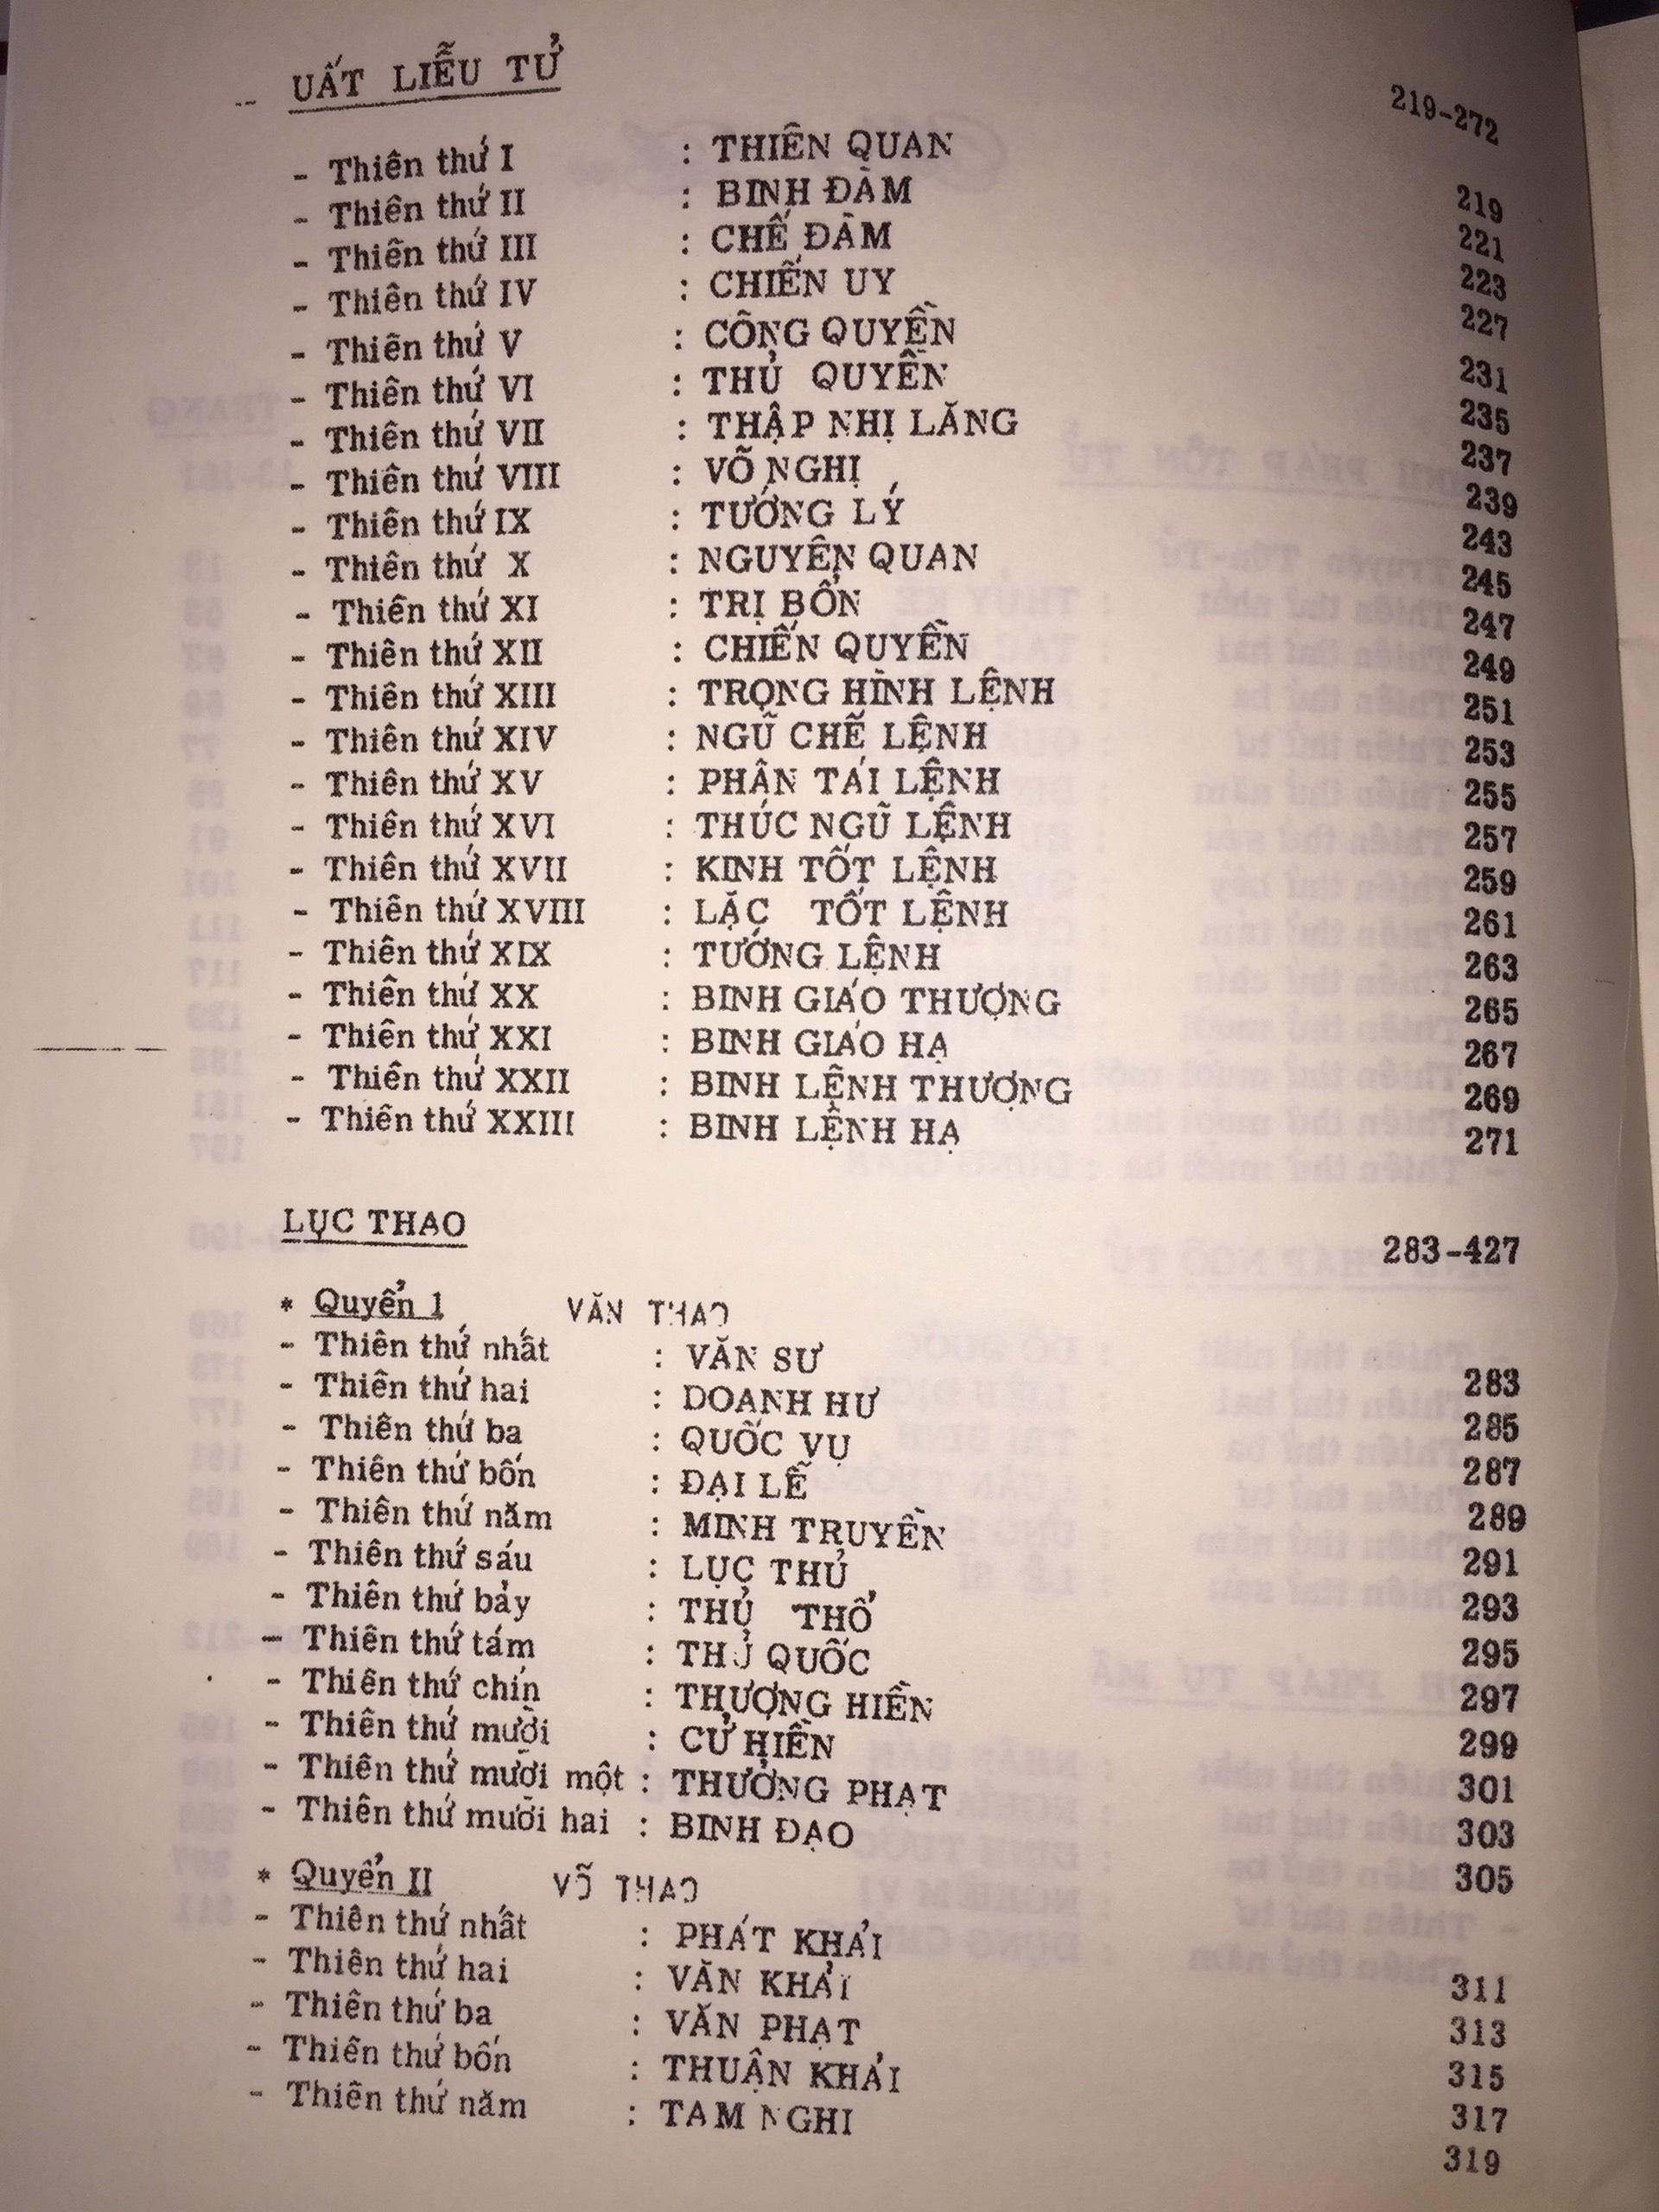 UẤT LIỄU TỬ 219-272
- Thiên thứ I : THIÊN QUAN 219
- Thiên thứ II : BINH ĐÀM 221
- Thiên thứ III : CHẾ ĐÀM 223
- Thiên thứ IV : CHIẾN UY 227
- Thiên thứ V : CÔNG QUYỀN 231
- Thiên thứ VI : THỦ QUYỀN 235
- Thiên thứ VII : THẬP NHỊ LĂNG 237
- Thiên thứ VIII : VÕ NGHỊ 239
- Thiên thứ IX : TƯỚNG LÝ 243
- Thiên thứ X : NGUYÊN QUAN 245
- Thiên thứ XI : TRỊ BỔN 247
- Thiên thứ XII : CHIẾN QUYỀN 249
- Thiên thứ XIII : TRỌNG HÌNH LỆNH 251
- Thiên thứ XIV : NGŨ CHẾ LỆNH 253
- Thiên thứ XV : PHÂN TÁI LỆNH 255
- Thiên thứ XVI : THÚC NGŨ LỆNH 257
- Thiên thứ XVII : KINH TỐT LỆNH 259
- Thiên thứ XVIII : LẶC TỐT LỆNH 261
- Thiên thứ XIX : TƯỚNG LỆNH 263
- Thiên thứ XX : BINH GIÁO THƯỢNG 265
- Thiên thứ XXI : BINH GIÁO HẠ 267
- Thiên thứ XXII : BINH LỆNH THƯỢNG 269
- Thiên thứ XXIII : BINH LỆNH HẠ 271
LỤC THAO 283-427
* Quyển 1 VĂN THAO
- Thiên thứ nhất : VĂN SƯ 283
- Thiên thứ hai : DOANH HƯ 285
- Thiên thứ ba : QUỐC VỤ 287
- Thiên thứ bốn : ĐẠI LỄ 289
- Thiên thứ năm : MINH TRUYỀN 291
- Thiên thứ sáu : LỤC THỦ 293
- Thiên thứ bảy : THỦ THỔ 295
- Thiên thứ tám : THỦ QUỐC 297
- Thiên thứ chín : THƯỢNG HIỀN 299
- Thiên thứ mười : CỬ HIỀN 301
- Thiên thứ mười một : THƯỞNG PHẠT 303
- Thiên thứ mười hai : BINH ĐẠO 305
* Quyển II VÕ THAO
- Thiên thứ nhất : PHÁT KHẢI 311
- Thiên thứ hai : VĂN KHẢI 313
- Thiên thứ ba : VĂN PHẠT 315
- Thiên thứ bốn : THUẬN KHẢI 317
- Thiên thứ năm : TAM NGHI 319